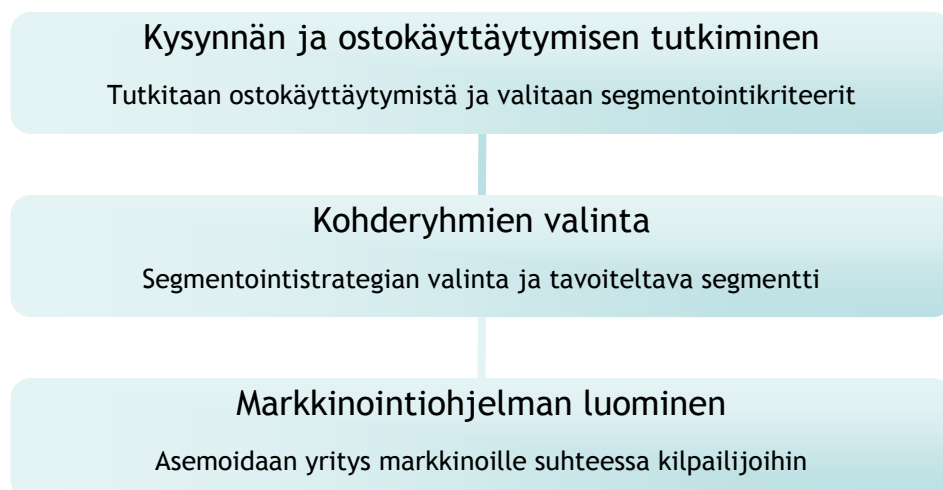 Kysynnän ja ostokäyttäytymisen tutkiminen
Tutkitaan ostokäyttäytymistä ja valitaan segmentointikriteerit
Kohderyhmien valinta
Segmentointistrategian valinta ja tavoiteltava segmentti
Markkinointiohjelman luominen
Asemoidaan yritys markkinoille suhteessa kilpailijoihin